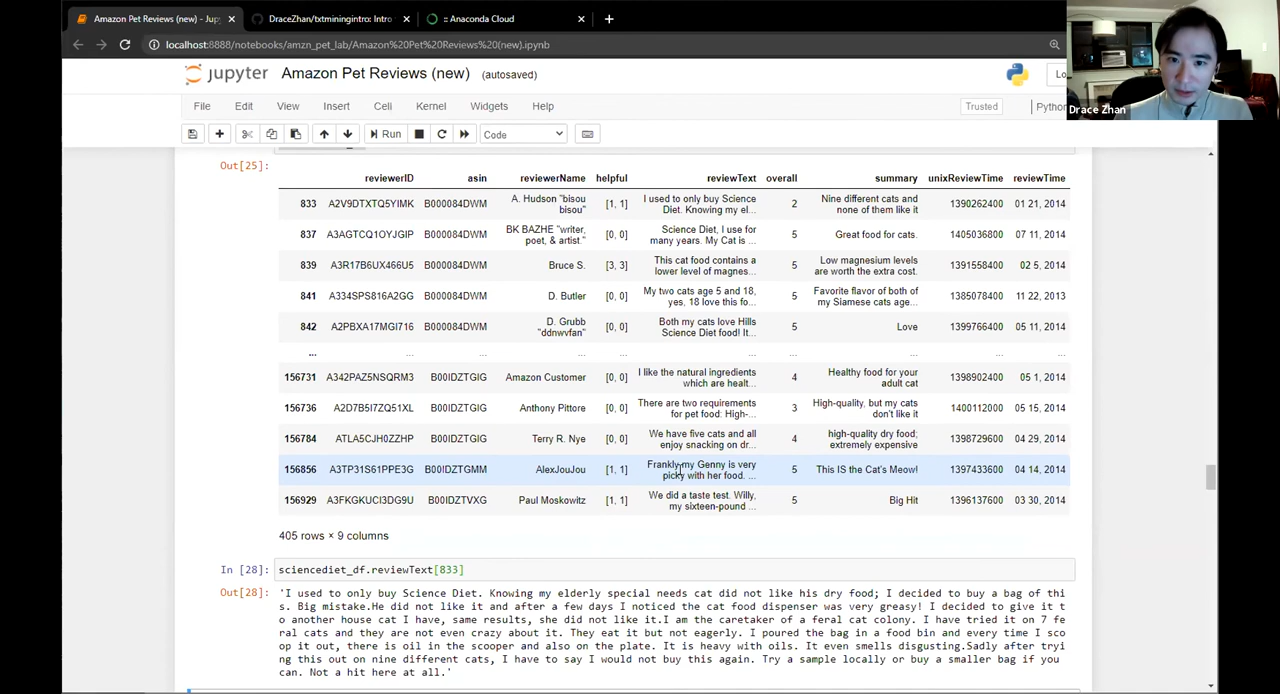 Amazon Pet Reviews (new) - Jup
DraceZhan/txtminingintro: Intro
:: Anaconda Cloud
localhost:8888/notebooks/amzn_pet_lab/Amazon%20Pet%20Reviews%20(new).ipynb
jupyter Amazon Pet Reviews (new) (autosaved)
Lo
Drace Zhan
File Edit View Insert Cell Kernel Widgets Help
Trusted
Python
Run
Code
Out[25]:
reviewerID asin reviewerName helpful reviewText overall summary unixReviewTime reviewTime
833 A2V9DTXTQ5YIMK B000084DWM A. Hudson "bisou bisou" [1, 1] I used to only buy Science Diet. Knowing my el... 2 Nine different cats and none of them like it 1390262400 01 21, 2014
837 A3AGTCQ1OYJGIP B000084DWM BK BAZHE "writer, poet, & artist." [0, 0] Science Diet, I use for many years. My Cat is ... 5 Great food for cats. 1405036800 07 11, 2014
839 A3R17B6UX466U5 B000084DWM Bruce S. [3, 3] This cat food contains a lower level of magnes... 5 Low magnesium levels are worth the extra cost. 1391558400 02 5, 2014
841 A334SPS816A2GG B000084DWM D. Butler [0, 0] My two cats age 5 and 18, yes, 18 love this fo... 5 Favorite flavor of both of my Siamese cats age... 1385078400 11 22, 2013
842 A2PBXA17MGI716 B000084DWM D. Grubb "ddnwvfan" [0, 0] Both my cats love Hills Science Diet food! It... 5 Love 1399766400 05 11, 2014
... ... ... ... ... ... ... ... ... ...
156731 A342PAZ5NSQRM3 B00IDZTGIG Amazon Customer [0, 0] I like the natural ingredients which are healt... 4 Healthy food for your adult cat 1398902400 05 1, 2014
156736 A2D7B5I7ZQ51XL B00IDZTGIG Anthony Pittore [0, 0] There are two requirements for pet food: High-... 3 High-quality, but my cats don't like it 1400112000 05 15, 2014
156784 ATLA5CJH0ZZHP B00IDZTGIG Terry R. Nye [0, 0] We have five cats and all enjoy snacking on dr... 4 high-quality dry food; extremely expensive 1398729600 04 29, 2014
156856 A3TP31S61PPE3G B00IDZTGMM AlexJouJou [1, 1] Frankly my Genny is very picky with her food. ... 5 This IS the Cat's Meow! 1397433600 04 14, 2014
156929 A3FKGKUCI3DG9U B00IDZTVXG Paul Moskowitz [1, 1] We did a taste test. Willy, my sixteen-pound ... 5 Big Hit 1396137600 03 30, 2014
405 rows × 9 columns
In [28]: sciencediet_df.reviewText[833]
Out[28]: 'I used to only buy Science Diet. Knowing my elderly special needs cat did not like his dry food; I decided to buy a bag of thi
s. Big mistake.He did not like it and after a few days I noticed the cat food dispenser was very greasy! I decided to give it t
o another house cat I have, same results, she did not like it.I am the caretaker of a feral cat colony. I have tried it on 7 fe
ral cats and they are not even crazy about it. They eat it but not eagerly. I poured the bag in a food bin and every time I sco
op it out, there is oil in the scooper and also on the plate. It is heavy with oils. It even smells disgusting.Sadly after tryi
ng this out on nine different cats, I have to say I would not buy this again. Try a sample locally or buy a smaller bag if you
can. Not a hit here at all.'